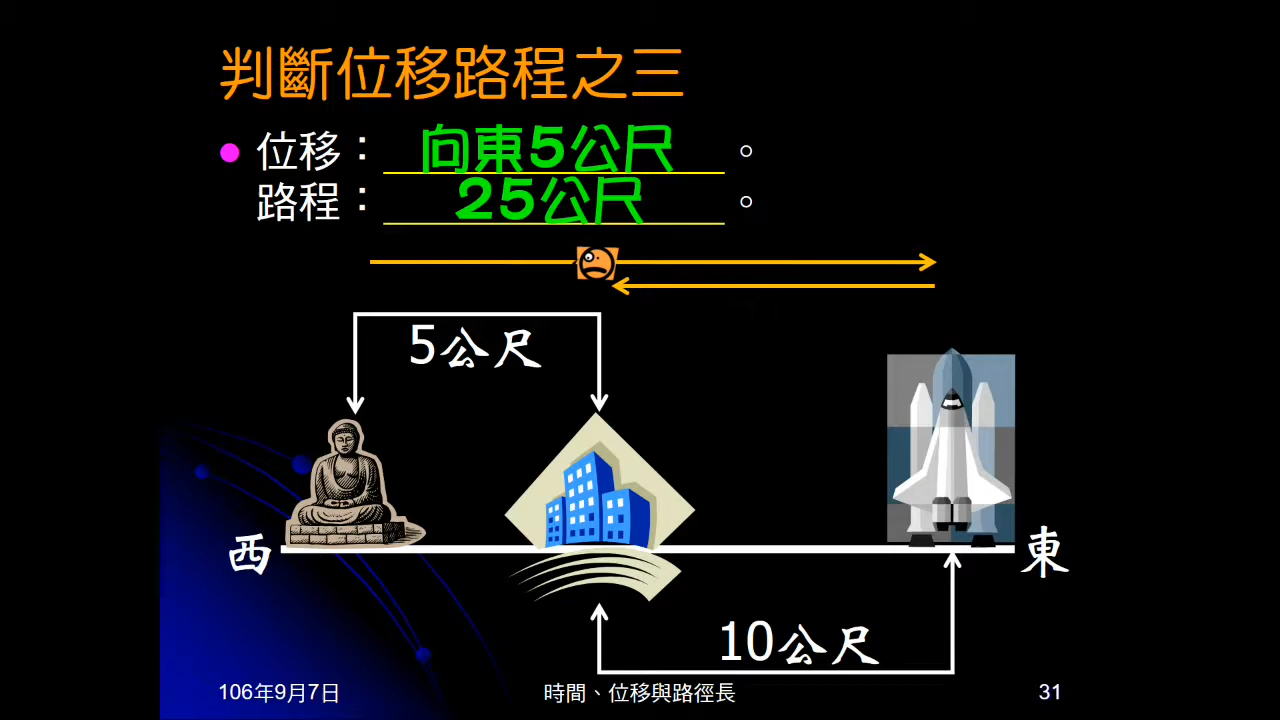 判斷位移路程之三
位移：向東5公尺。
路程：25公尺。
5公尺
西
東
10公尺
106年9月7日
時間、位移與路徑長
31